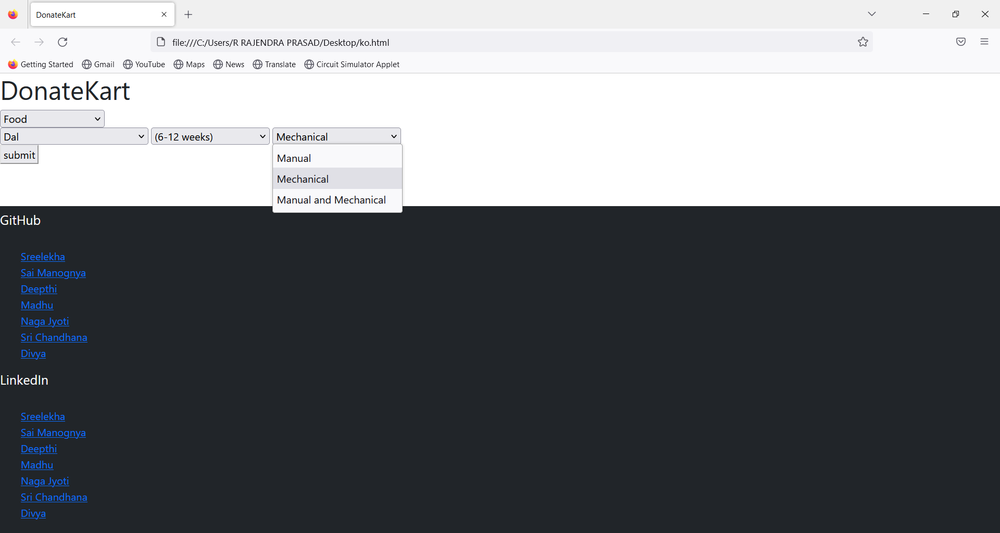 DonateKart
file:///C:/Users/R RAJENDRA PRASAD/Desktop/ko.html
Getting Started Gmail YouTube Maps News Translate Circuit Simulator Applet
DonateKart
Food
Dal (6-12 weeks) Mechanical
submit
Manual
Mechanical
Manual and Mechanical
GitHub
Sreelekha
Sai Manognya
Deepthi
Madhu
Naga Jyoti
Sri Chandhana
Divya
LinkedIn
Sreelekha
Sai Manognya
Deepthi
Madhu
Naga Jyoti
Sri Chandhana
Divya